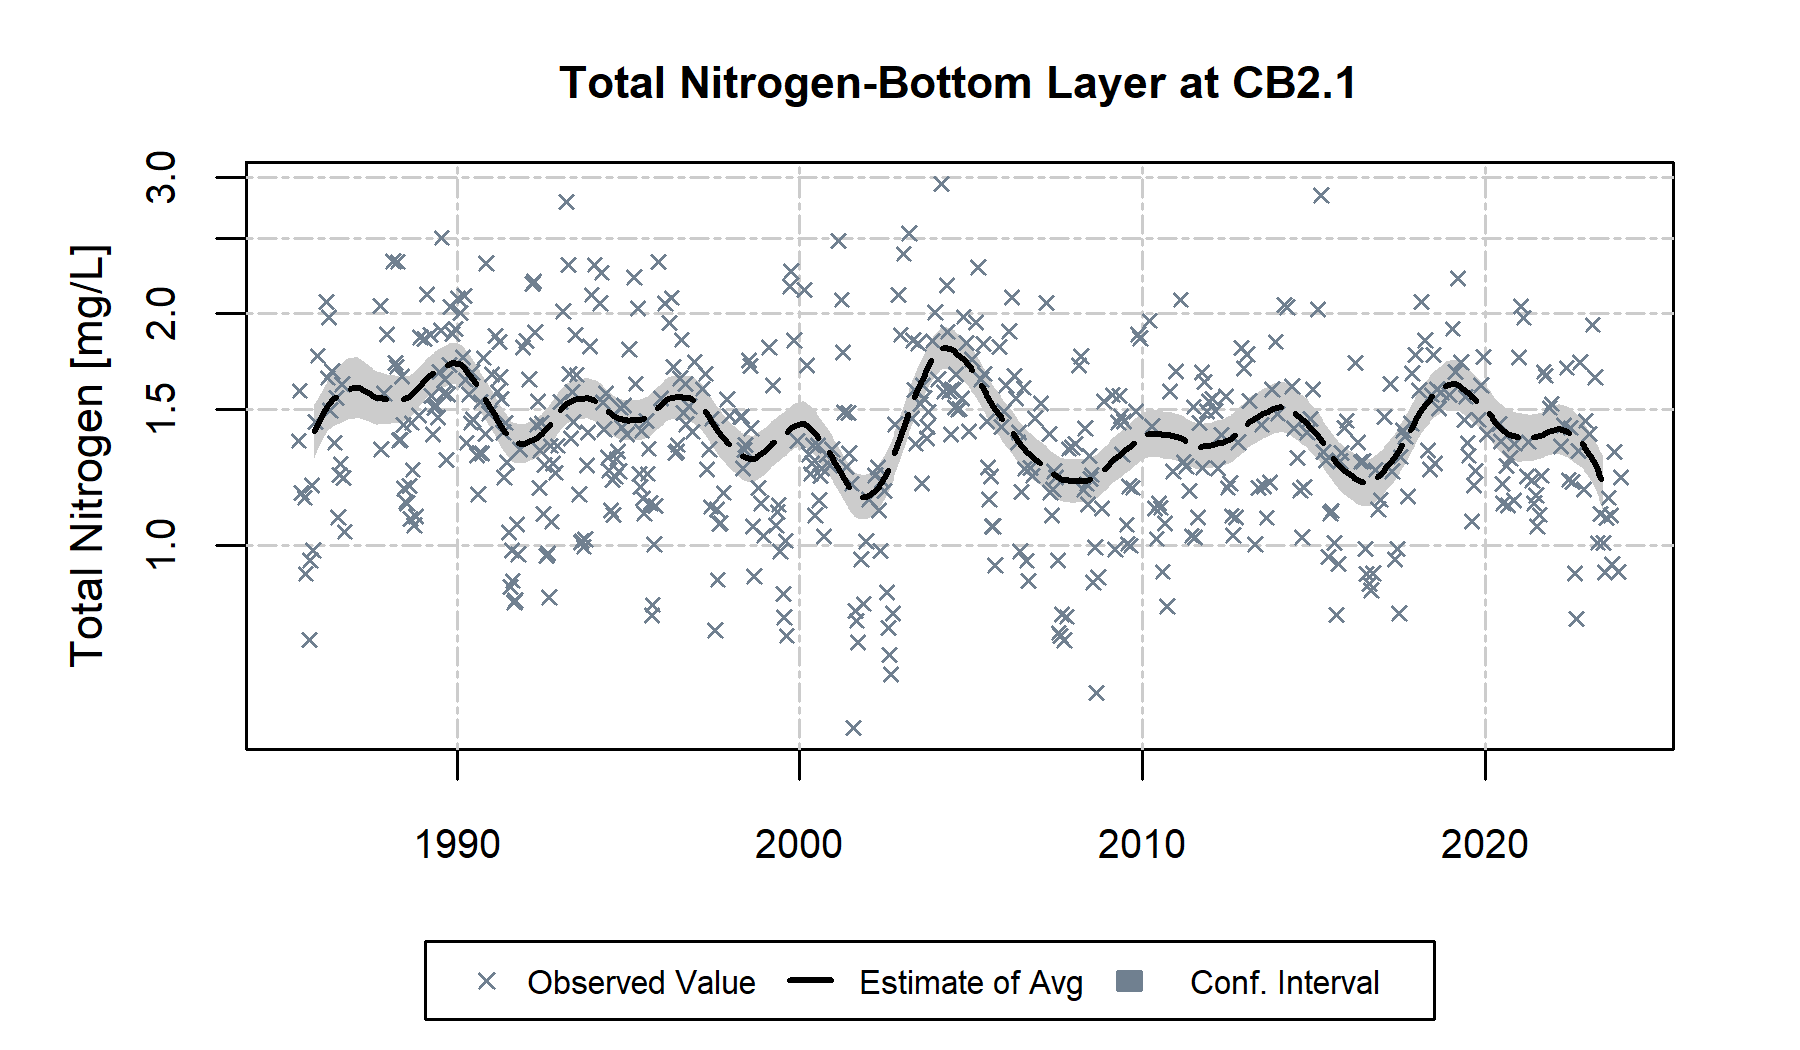 Total Nitrogen-Bottom Layer at CB2.1
Total Nitrogen [mg/L]
3.0
2.0
1.5
1.0
1990 2000 2010 2020
Observed Value Estimate of Avg Conf. Interval